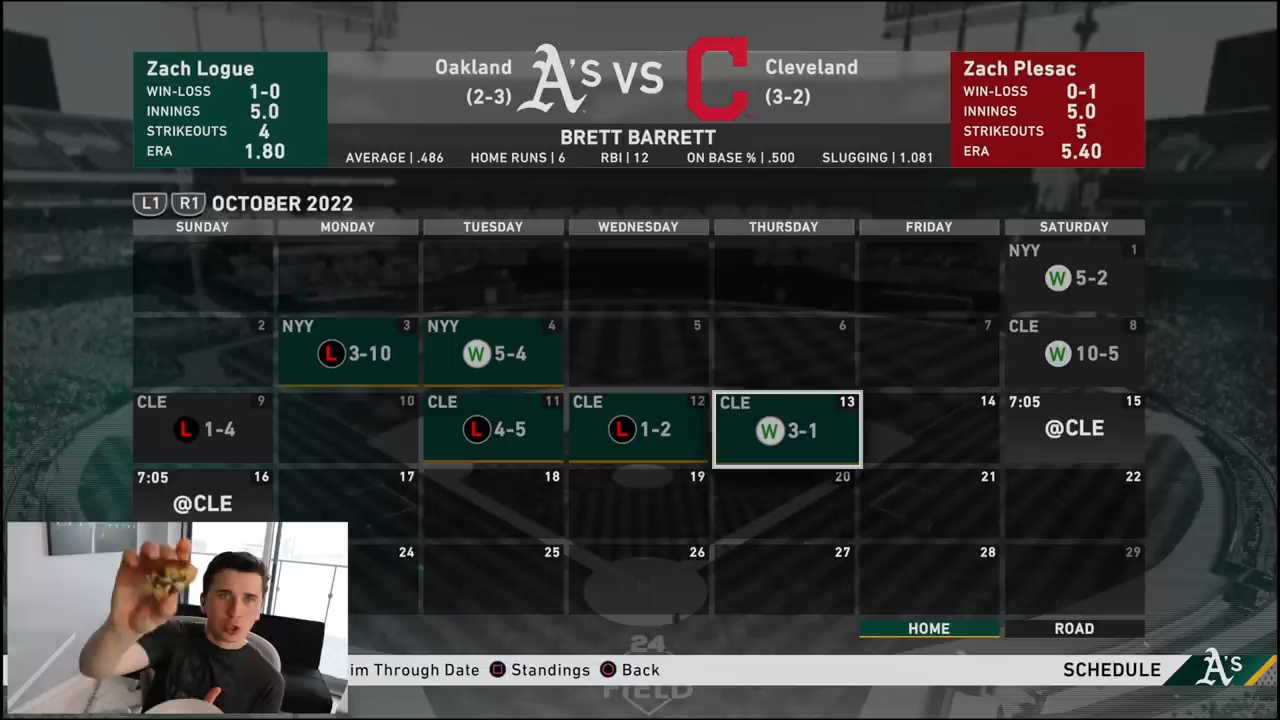 Zach Logue
WIN-LOSS 1-0
INNINGS 5.0
STRIKEOUTS 4
ERA 1.80
Oakland
(2-3)
A's VS C
Cleveland
(3-2)
Zach Plesac
WIN-LOSS 0-1
INNINGS 5.0
STRIKEOUTS 5
ERA 5.40
BRETT BARRETT
AVERAGE | .486 HOME RUNS | 6 RBI | 12 ON BASE % | .500 SLUGGING | 1.081
L1 R1 OCTOBER 2022
SUNDAY MONDAY TUESDAY WEDNESDAY THURSDAY FRIDAY SATURDAY
NYY 1
W 5-2
2 NYY 3 NYY 4 5 6 7 CLE 8
L 3-10 W 5-4 W 10-5
CLE 9 10 CLE 11 CLE 12 CLE 13 14 7:05 15
L 1-4 L 4-5 L 1-2 W 3-1 @CLE
7:05 16 17 18 19 20 21 22
@CLE
24 25 26 27 28 29
HOME ROAD
24
FIELD
im Through Date Standings Back
SCHEDULE A's